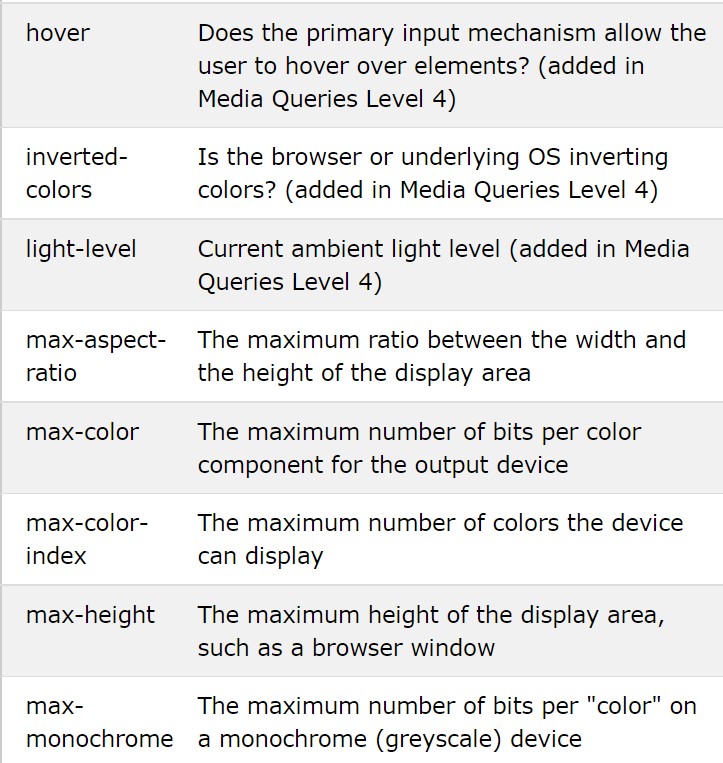 hover
Does the primary input mechanism allow the
user to hover over elements? (added in
Media Queries Level 4)
inverted-
colors
Is the browser or underlying OS inverting
colors? (added in Media Queries Level 4)
light-level
Current ambient light level (added in Media
Queries Level 4)
max-aspect-
ratio
The maximum ratio between the width and
the height of the display area
max-color
The maximum number of bits per color
component for the output device
max-color-
index
The maximum number of colors the device
can display
max-height
The maximum height of the display area,
such as a browser window
max-
monochrome
The maximum number of bits per "color" on
a monochrome (greyscale) device